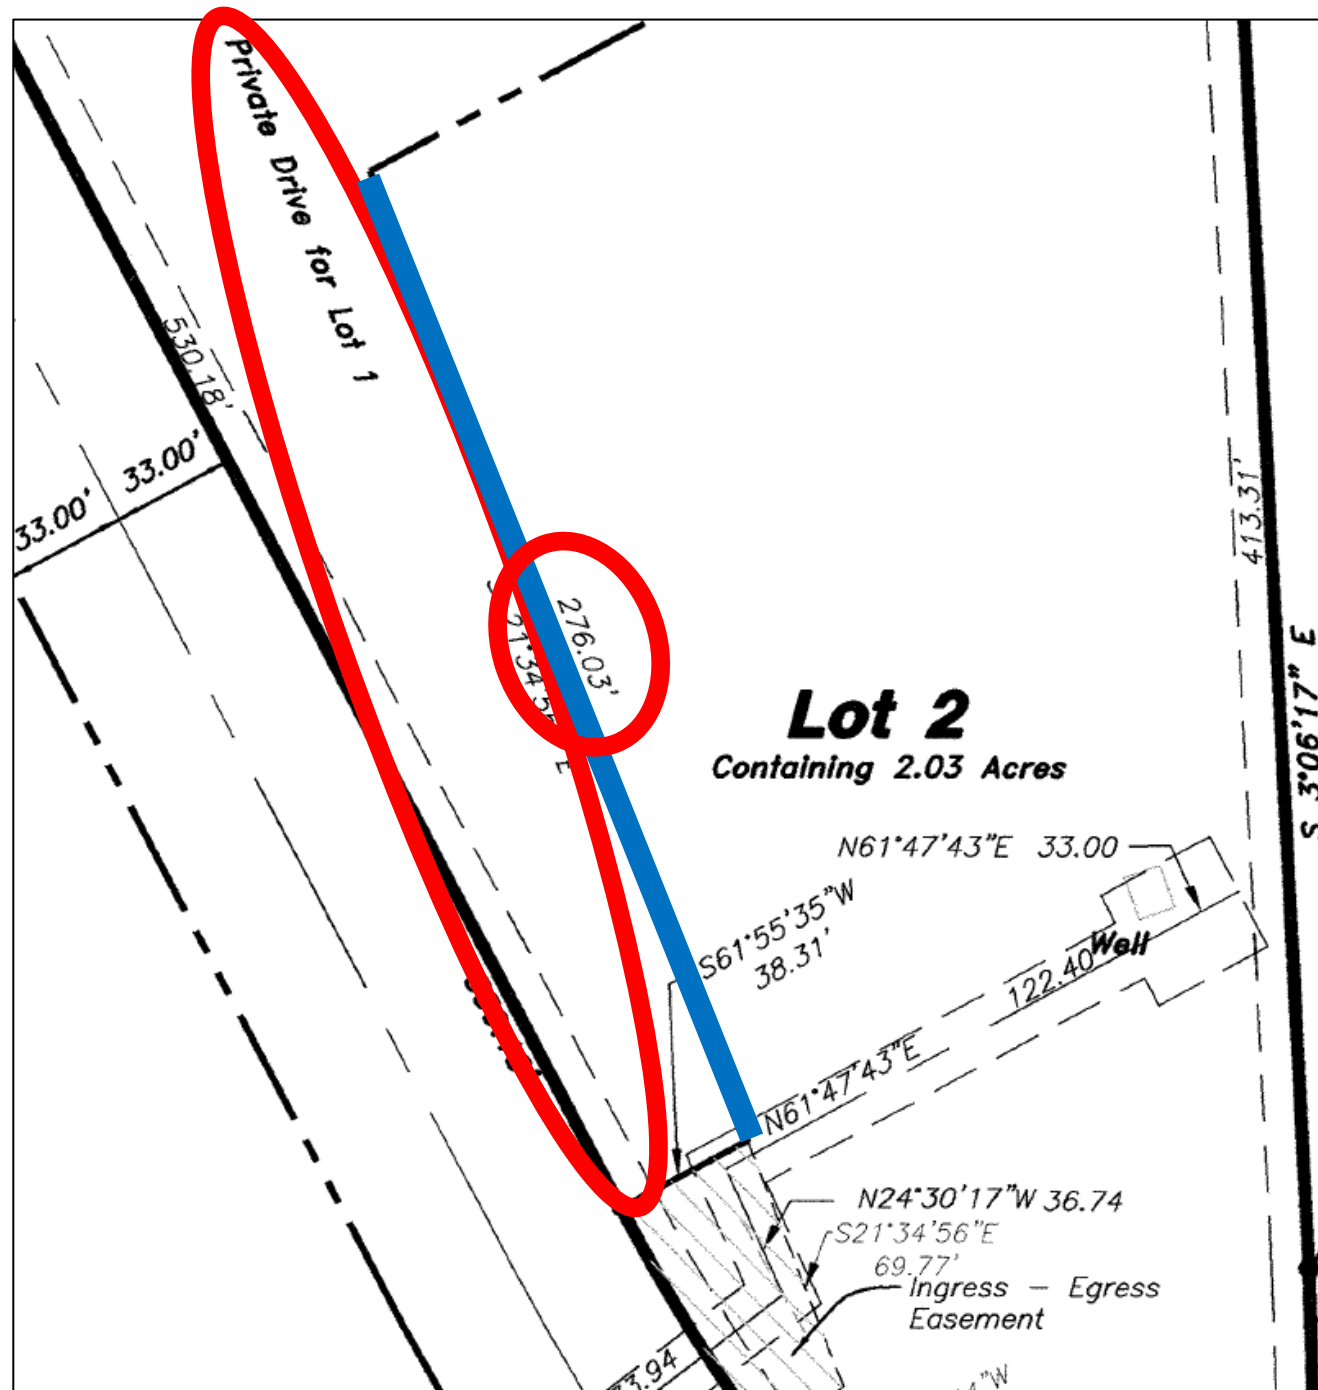 Private Drive for Lot 1
530.18'
33.00'
33.00'
413.31'
276.03'
Lot 2
Containing 2.03 Acres
S 3°06'17" E
N61°47'43"E 33.00
S61°55'35"W
38.31'
Well
122.40
N61°47'43"E
N24°30'17"W 36.74
S21°34'56"E
69.77'
Ingress – Egress
Easement